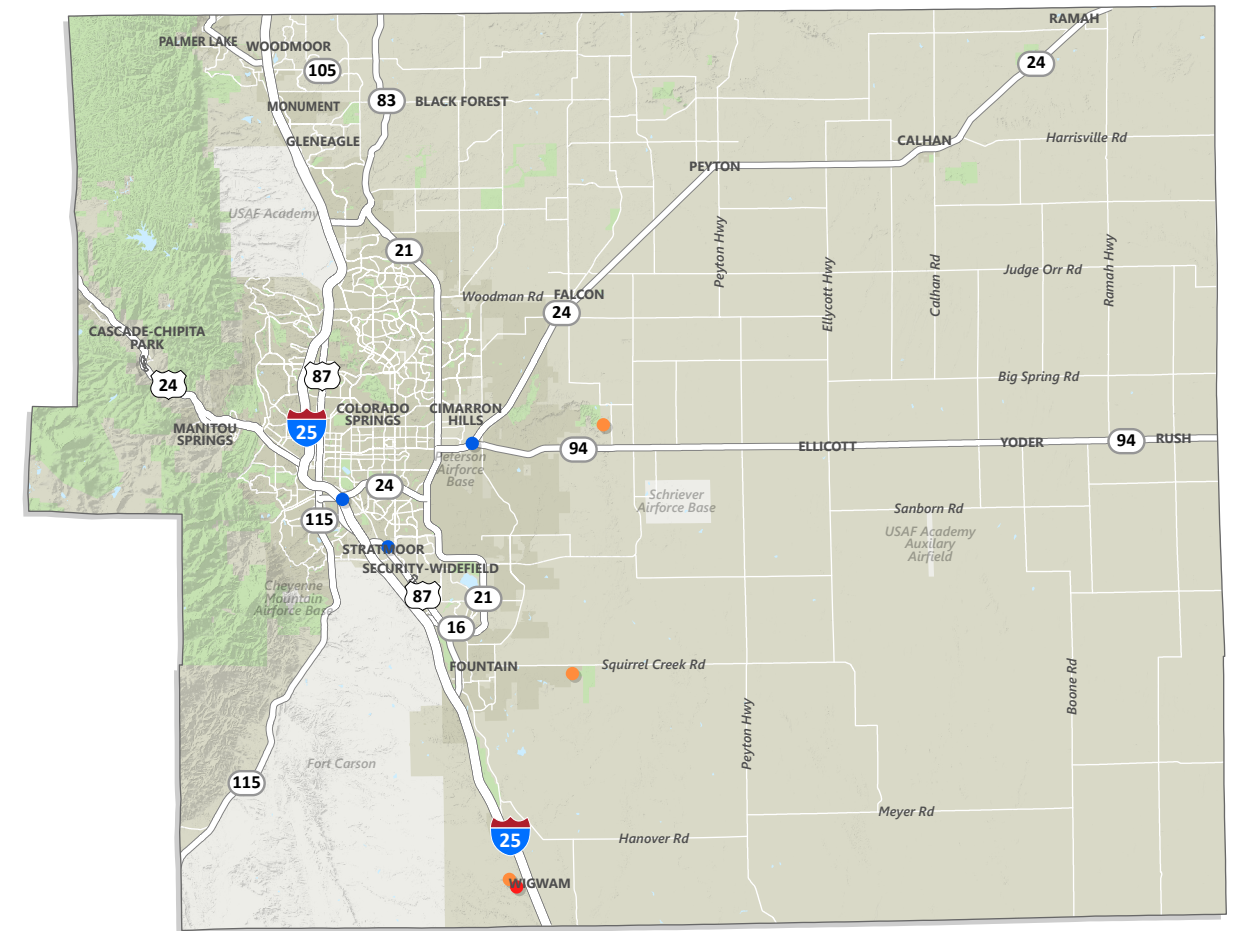 RAMAH
PALMER LAKE
WOODMOOR
24
105
83
BLACK FOREST
MONUMENT
GLENEAGLE
CALHAN
Harrisville Rd
PEYTON
USAF Academy
21
Peyton Hwy
Ellycott Hwy
Calhan Rd
Ramah Hwy
Judge Orr Rd
Woodman Rd
FALCON
24
CASCADE-CHIPITA
PARK
24
87
Big Spring Rd
COLORADO
SPRINGS
CIMARRON
HILLS
25
MANITOU
SPRINGS
94
ELLICOTT
YODER
94
RUSH
Peterson
Airforce
Base
24
Schriever
Airforce Base
115
Sanborn Rd
USAF Academy
Auxilary
Airfield
STRATMOOR
SECURITY-WIDEFIELD
Cheyenne
Mountain
Airforce Base
87
21
16
FOUNTAIN
Squirrel Creek Rd
Boone Rd
Peyton Hwy
Fort Carson
115
Meyer Rd
25
Hanover Rd
WIGWAM